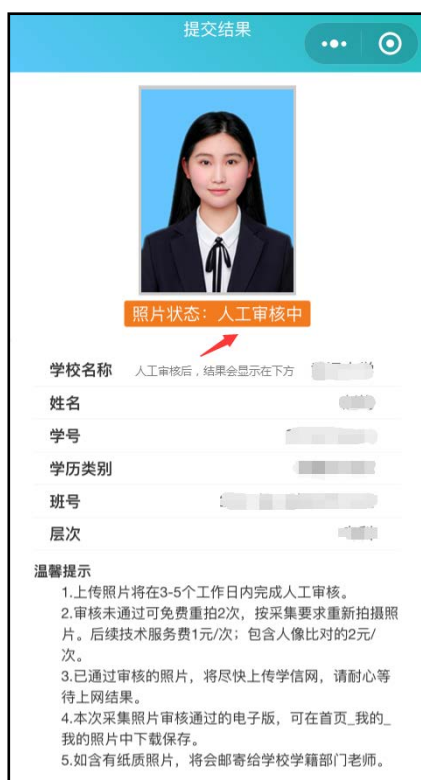 提交结果
照片状态：人工审核中
学校名称 人工审核后，结果会显示在下方
姓名
学号
学历类别
班号
层次
温馨提示
1.上传照片将在3-5个工作日内完成人工审核。
2.审核未通过可免费重拍2次，按采集要求重新拍摄照
片。后续技术服务费1元/次；包含人像比对的2元/
次。
3.已通过审核的照片，将尽快上传学信网，请耐心等
待上网结果。
4.本次采集照片审核通过的电子版，可在首页_我的_
我的照片中下载保存。
5.如含有纸质照片，将会邮寄给学校学籍部门老师。